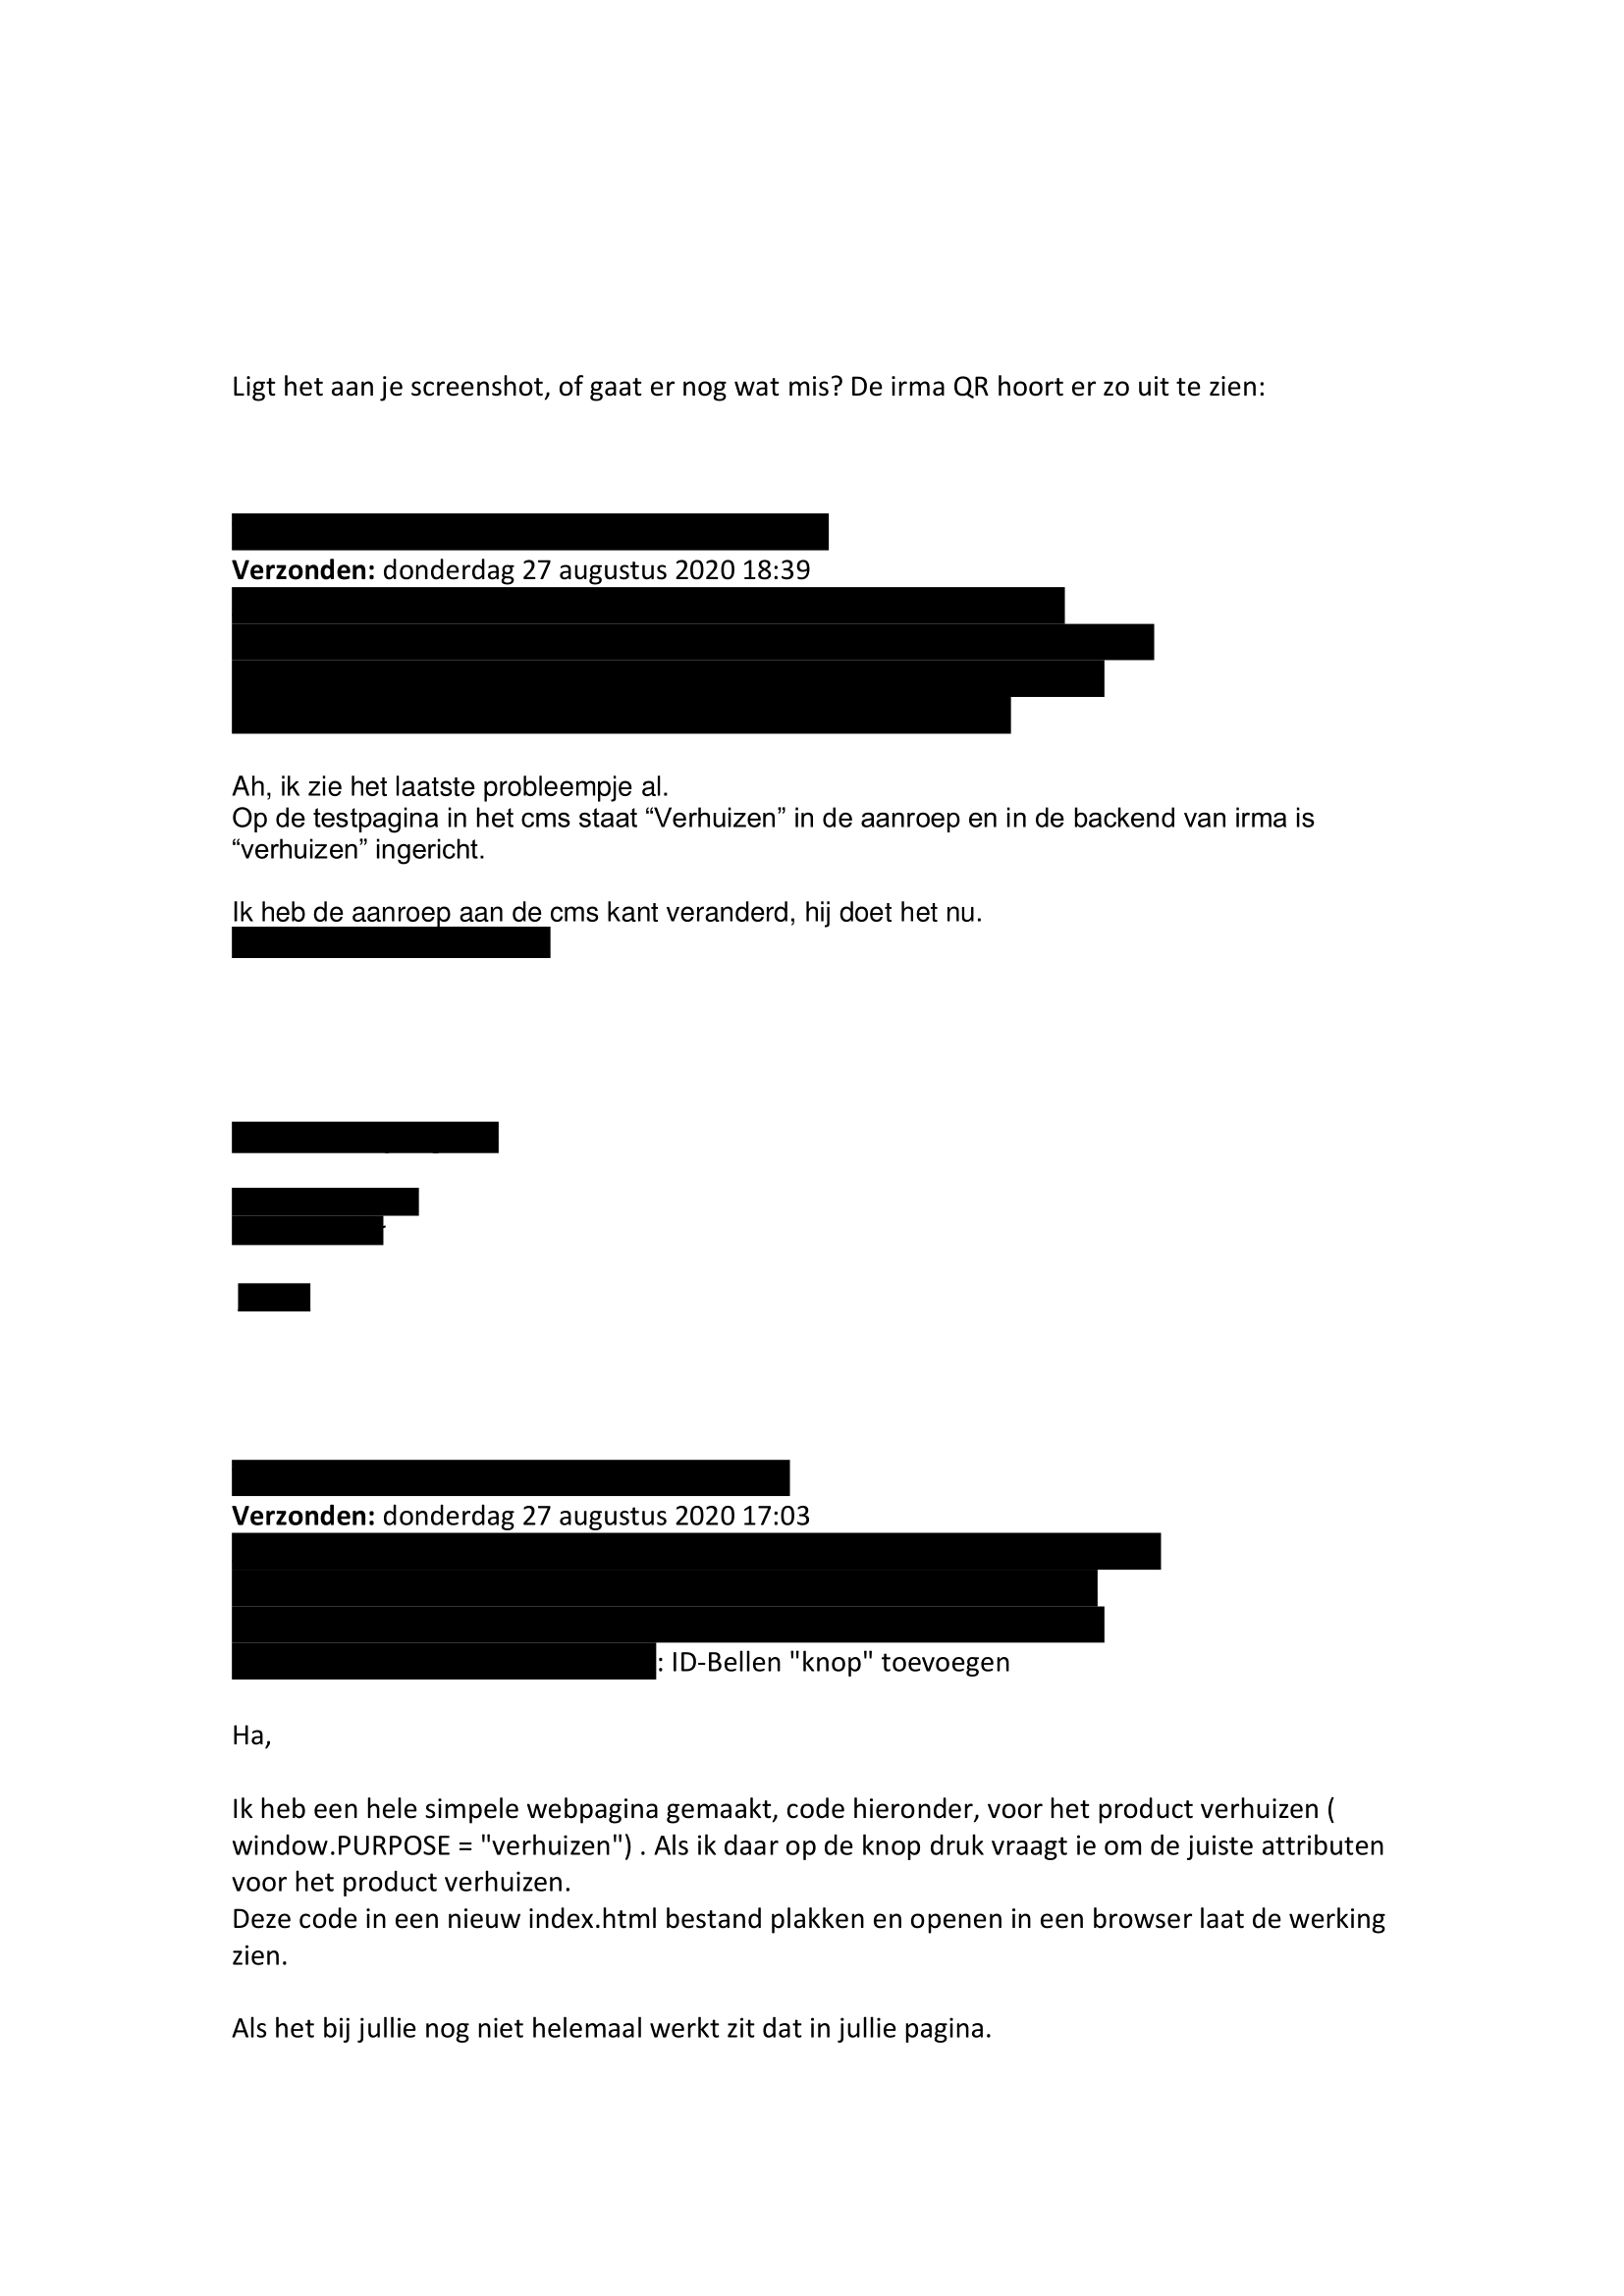 Ligt het aan je screenshot, of gaat er nog wat mis? De irma QR hoort er zo uit te zien:
Verzonden: donderdag 27 augustus 2020 18:39
Ah, ik zie het laatste probleempje al.
Op de testpagina in het cms staat “Verhuizen” in de aanroep en in de backend van irma is
“verhuizen” ingericht.
Ik heb de aanroep aan de cms kant veranderd, hij doet het nu.
Verzonden: donderdag 27 augustus 2020 17:03
: ID-Bellen "knop" toevoegen
Ha,
Ik heb een hele simpele webpagina gemaakt, code hieronder, voor het product verhuizen (
window.PURPOSE = "verhuizen") . Als ik daar op de knop druk vraagt ie om de juiste attributen
voor het product verhuizen.
Deze code in een nieuw index.html bestand plakken en openen in een browser laat de werking
zien.
Als het bij jullie nog niet helemaal werkt zit dat in jullie pagina.